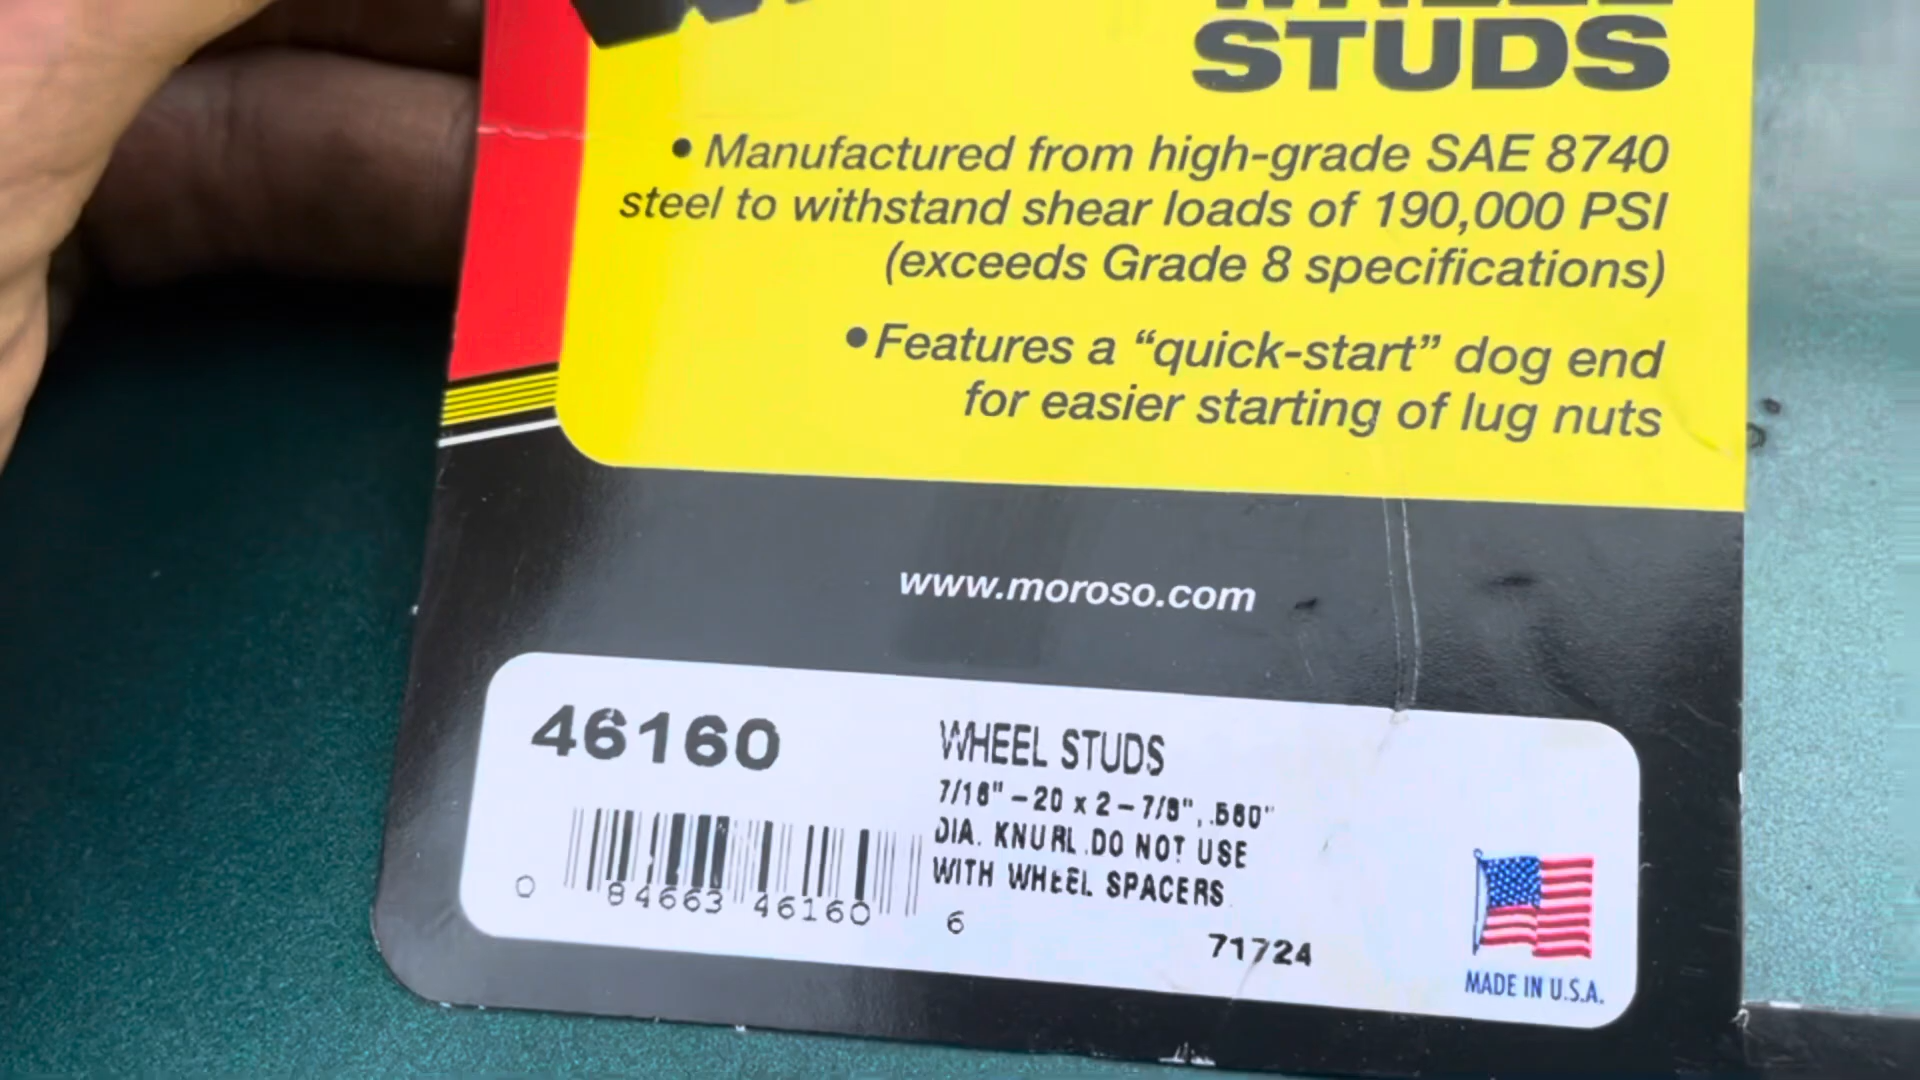 WHEEL
STUDS
• Manufactured from high-grade SAE 8740
steel to withstand shear loads of 190,000 PSI
(exceeds Grade 8 specifications)
• Features a “quick-start” dog end
for easier starting of lug nuts
www.moroso.com
46160
WHEEL STUDS
7/16" – 20 x 2 – 7/8", .560"
DIA. KNURL .DO NOT USE
WITH WHEEL SPACERS
0 84663 46160 6
71724
MADE IN U.S.A.